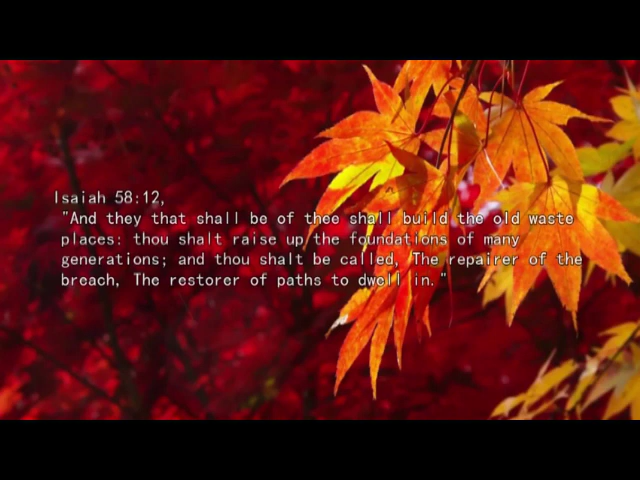 Isaiah 58:12,
"And they that shall be of thee shall build the old waste
places: thou shalt raise up the foundations of many
generations; and thou shalt be called, The repairer of the
breach, The restorer of paths to dwell in."